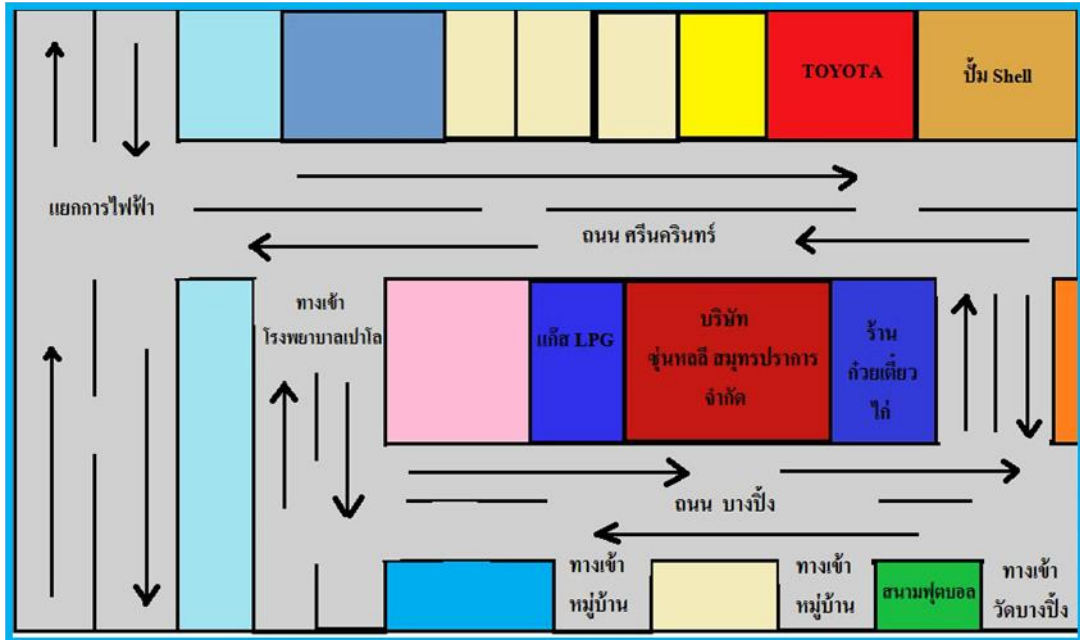 TOYOTA
ปั๊ม Shell
แยกการไฟฟ้า
ถนน ศรีนครินทร์
ทางเข้า
โรงพยาบาลเปาโล
แก๊ส LPG
บริษัท
ซุ่นหลลี สมุทรปราการ
จำกัด
ร้าน
ก๋วยเตี๋ยว
ไก่
ถนน บางปิ้ง
ทางเข้า
หมู่บ้าน
ทางเข้า
หมู่บ้าน
สนามฟุตบอล
ทางเข้า
วัดบางปิ้ง